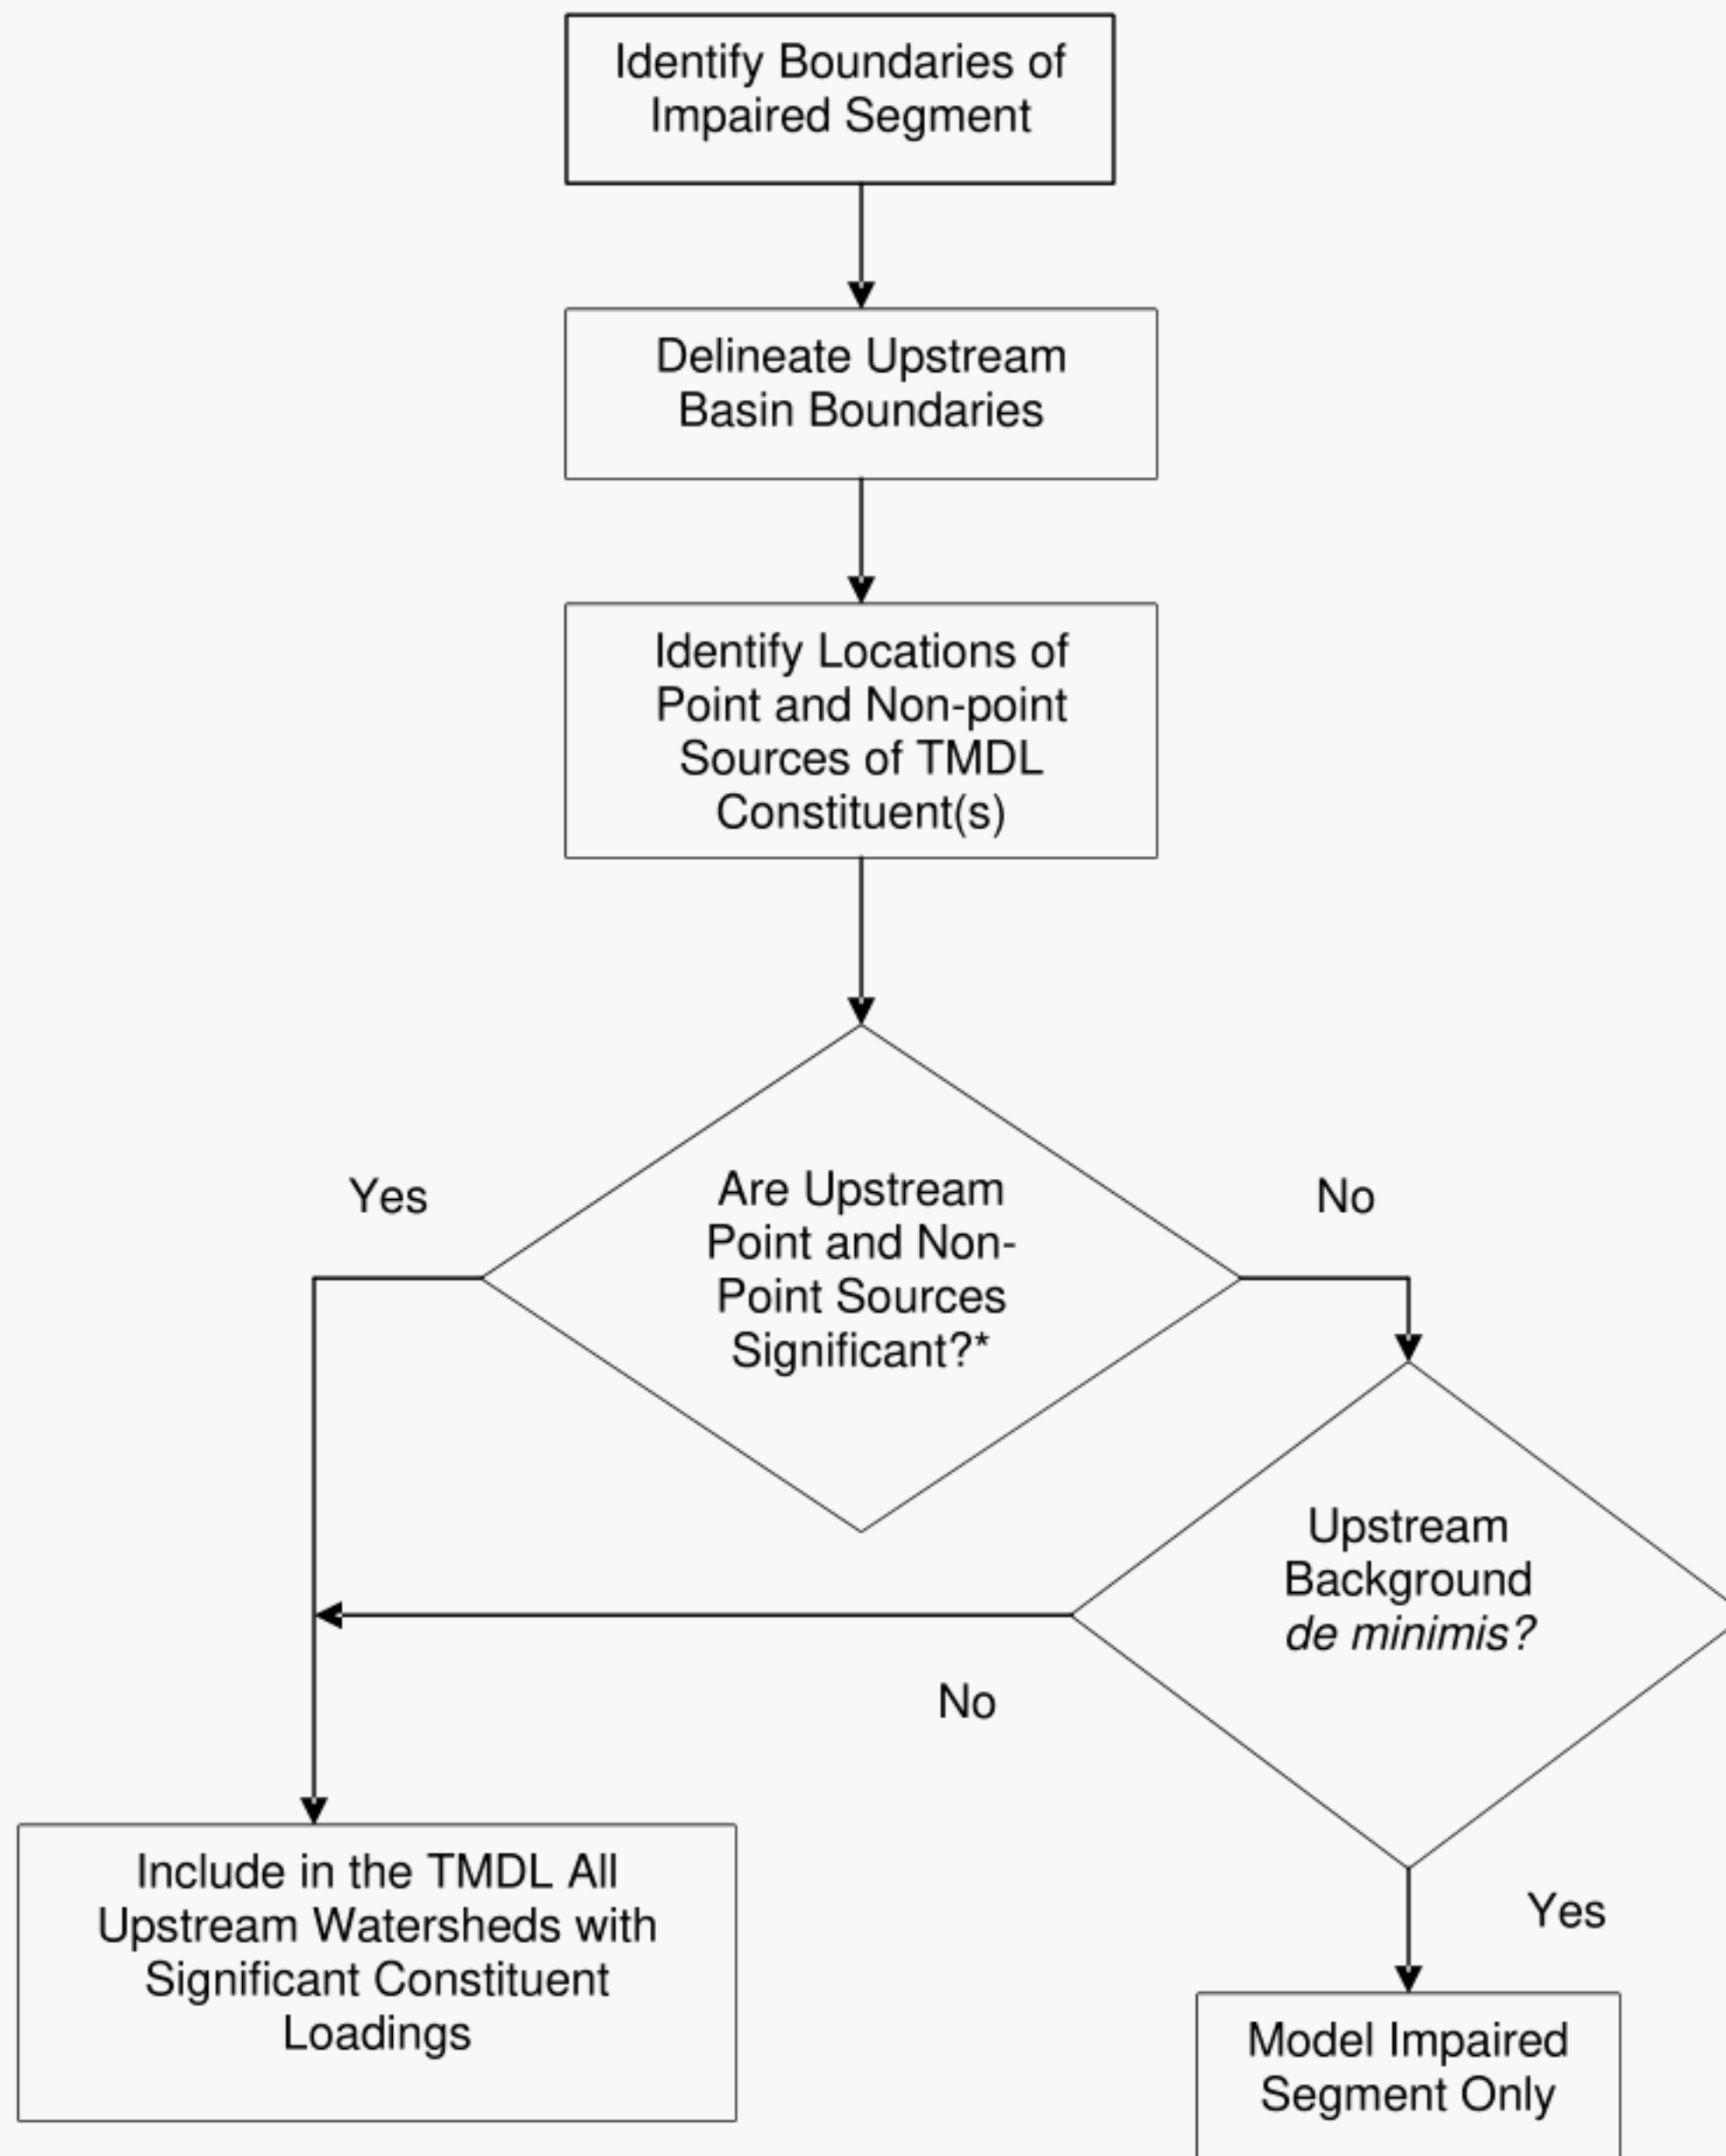 Identify Boundaries of
Impaired Segment
Delineate Upstream
Basin Boundaries
Identify Locations of
Point and Non-point
Sources of TMDL
Constituent(s)
Yes
No
Are Upstream
Point and Non-
Point Sources
Significant?*
Upstream
Background
de minimis?
No
Yes
Include in the TMDL All
Upstream Watersheds with
Significant Constituent
Loadings
Model Impaired
Segment Only